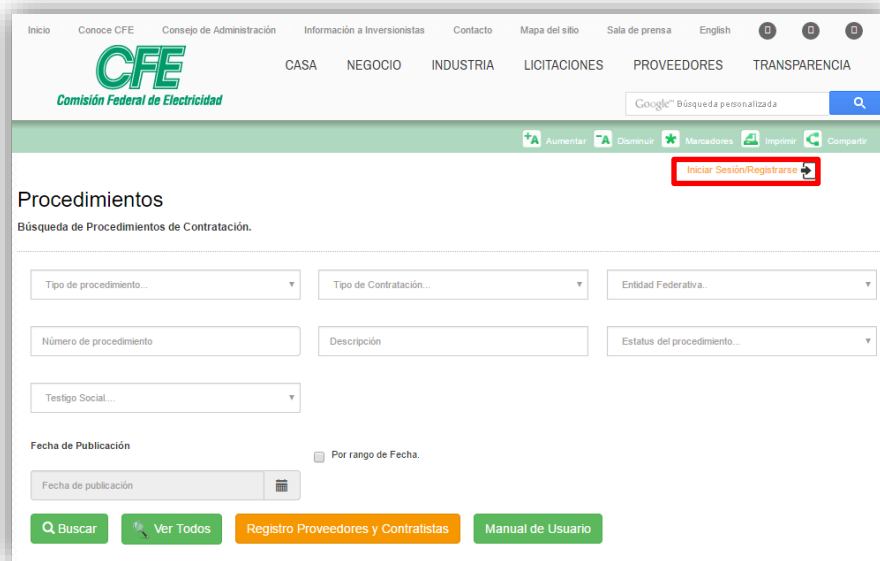 Inicio Conoce CFE Consejo de Administración Información a Inversionistas Contacto Mapa del sitio Sala de prensa English
CFE
Comisión Federal de Electricidad
CASA NEGOCIO INDUSTRIA LICITACIONES PROVEEDORES TRANSPARENCIA
Google™ Búsqueda personalizada
+A Aumentar -A Disminuir Marcadores Imprimir Compartir
Iniciar Sesión/Registrarse
Procedimientos
Búsqueda de Procedimientos de Contratación.
Tipo de procedimiento... Tipo de Contratación... Entidad Federativa..
Número de procedimiento Descripción Estatus del procedimiento...
Testigo Social....
Fecha de Publicación
Por rango de Fecha.
Fecha de publicación
Buscar Ver Todos Registro Proveedores y Contratistas Manual de Usuario